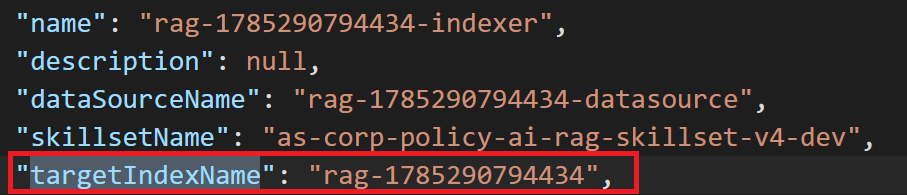 "name": "rag-1785290794434-indexer",
"description": null,
"dataSourceName": "rag-1785290794434-datasource",
"skillsetName": "as-corp-policy-ai-rag-skillset-v4-dev",
"targetIndexName": "rag-1785290794434",